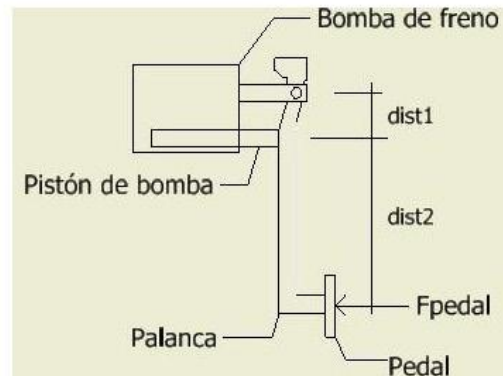 Bomba de freno
dist1
Pistón de bomba
dist2
Fpedal
Palanca
Pedal